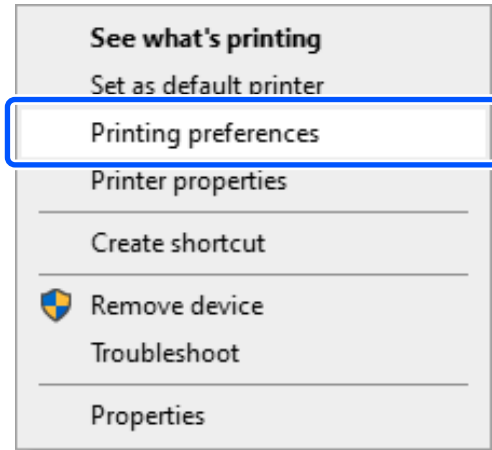 See what's printing
Set as default printer
Printing preferences
Printer properties
Create shortcut
Remove device
Troubleshoot
Properties